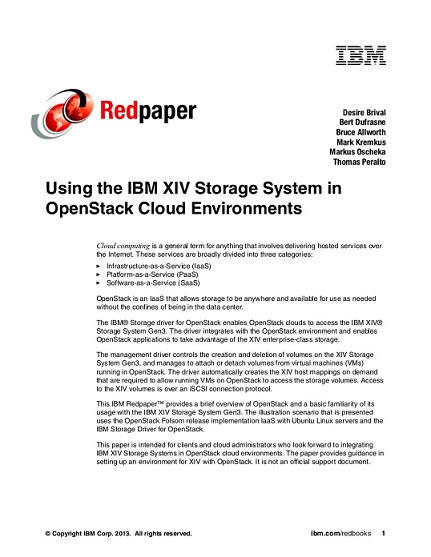 IBM
Redpaper
Desire Brival
Bert Dufrasne
Bruce Allworth
Mark Kremkus
Markus Oscheka
Thomas Peralto
Using the IBM XIV Storage System in
OpenStack Cloud Environments
Cloud computing is a general term for anything that involves delivering hosted services over
the Internet. These services are broadly divided into three categories:
► Infrastructure-as-a-Service (IaaS)
► Platform-as-a-Service (PaaS)
► Software-as-a-Service (SaaS)
OpenStack is an IaaS that allows storage to be anywhere and available for use as needed
without the confines of being in the data center.
The IBM® Storage driver for OpenStack enables OpenStack clouds to access the IBM XIV®
Storage System Gen3. The driver integrates with the OpenStack environment and enables
OpenStack applications to take advantage of the XIV enterprise-class storage.
The management driver controls the creation and deletion of volumes on the XIV Storage
System Gen3, and manages to attach or detach volumes from virtual machines (VMs)
running in OpenStack. The driver automatically creates the XIV host mappings on demand
that are required to allow running VMs on OpenStack to access the storage volumes. Access
to the XIV volumes is over an iSCSI connection protocol.
This IBM Redpaper™ provides a brief overview of OpenStack and a basic familiarity of its
usage with the IBM XIV Storage System Gen3. The illustration scenario that is presented
uses the OpenStack Folsom release implementation IaaS with Ubuntu Linux servers and the
IBM Storage Driver for OpenStack.
This paper is intended for clients and cloud administrators who look forward to integrating
IBM XIV Storage Systems in OpenStack cloud environments. The paper provides guidance in
setting up an environment for XIV with OpenStack. It is not an official support document.
© Copyright IBM Corp. 2013. All rights reserved. ibm.com/redbooks 1